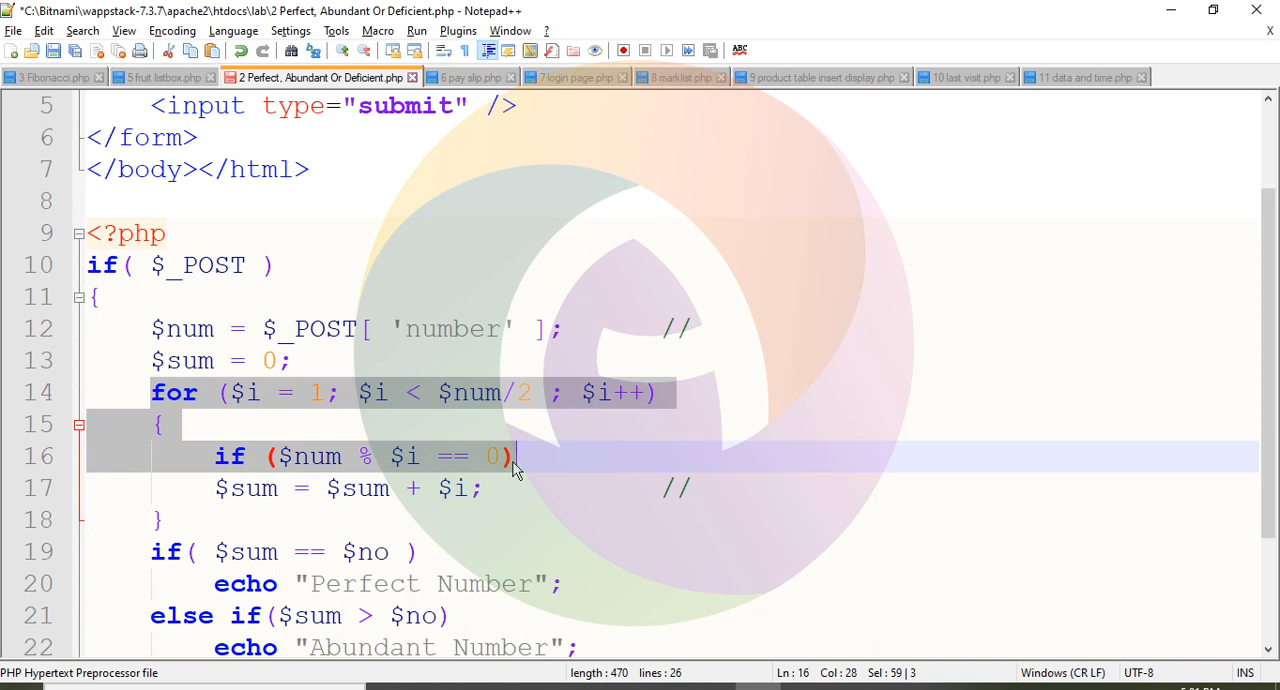 *C:\Bitnami\wappstack-7.3.7\apache2\htdocs\lab\2 Perfect, Abundant Or Deficient.php - Notepad++
File Edit Search View Encoding Language Settings Tools Macro Run Plugins Window ? X
3 Fibonacci.php 5 fruit listbox.php 2 Perfect, Abundant Or Deficient.php 6 pay slip.php 7 login page.php 8 marklist.php 9 product table insert display.php 10 last visit.php 11 data and time.php
5 <input type="submit" />
6 </form>
7 </body></html>
8
9 <?php
10 if( $_POST )
11 {
12 $num = $_POST[ 'number' ]; //
13 $sum = 0;
14 for ($i = 1; $i < $num/2 ; $i++)
15 {
16 if ($num % $i == 0)
17 $sum = $sum + $i; //
18 }
19 if( $sum == $no )
20 echo "Perfect Number";
21 else if($sum > $no)
22 echo "Abundant Number";
PHP Hypertext Preprocessor file length : 470 lines : 26 Ln : 16 Col : 28 Sel : 59 | 3 Windows (CR LF) UTF-8 INS